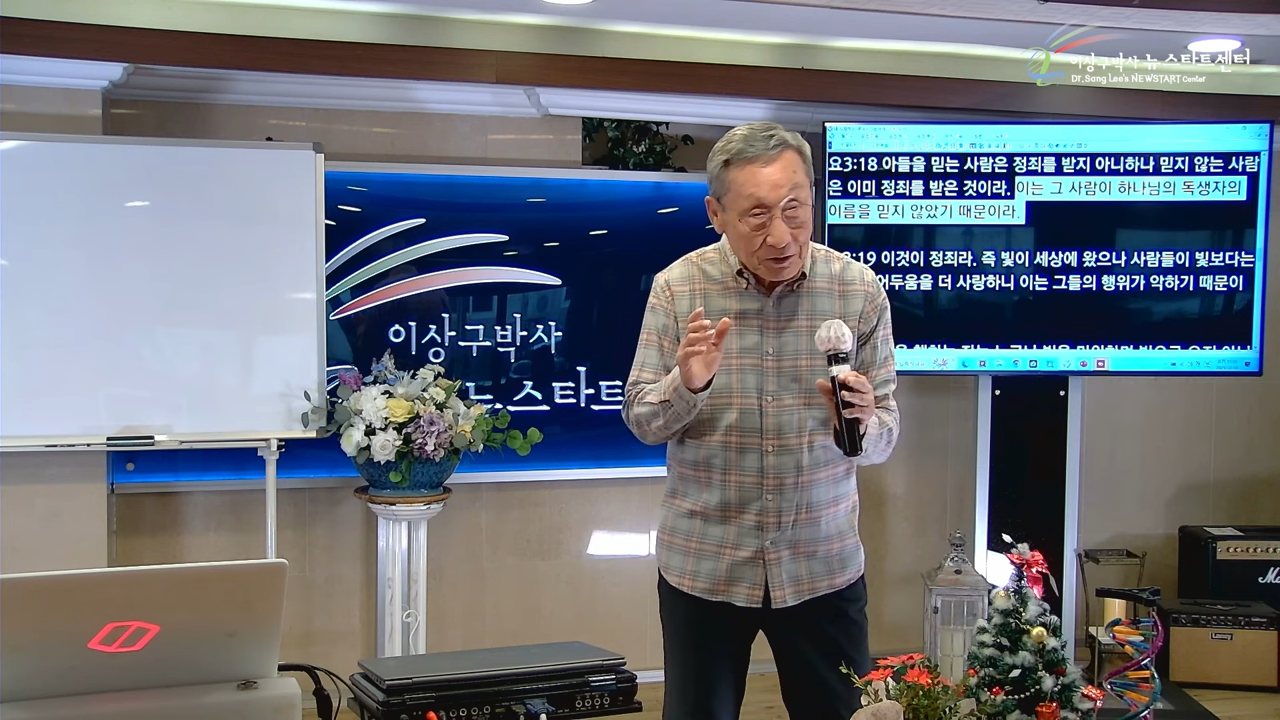 이상구박사 뉴스타트센터
Dr. Sang Lee's NEWSTART Center
요3:18 아들을 믿는 사람은 정죄를 받지 아니하나 믿지 않는 사람
은 이미 정죄를 받은 것이라. 이는 그 사람이 하나님의 독생자의
이름을 믿지 않았기 때문이라.
:19 이것이 정죄라. 즉 빛이 세상에 왔으나 사람들이 빛보다는
어두움을 더 사랑하니 이는 그들의 행위가 악하기 때문이
이상구박사
뉴스타트
Laney